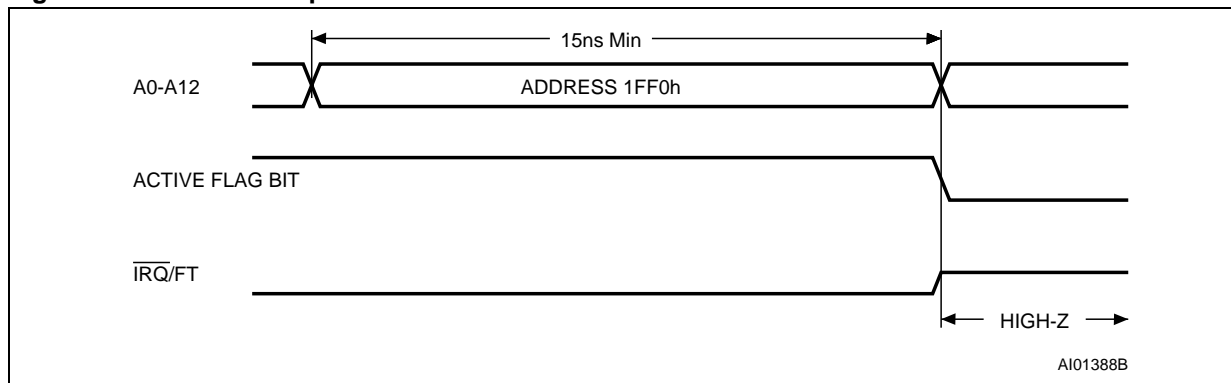 15ns Min
A0-A12
ADDRESS 1FF0h
ACTIVE FLAG BIT
IRQ/FT
HIGH-Z
AI01388B